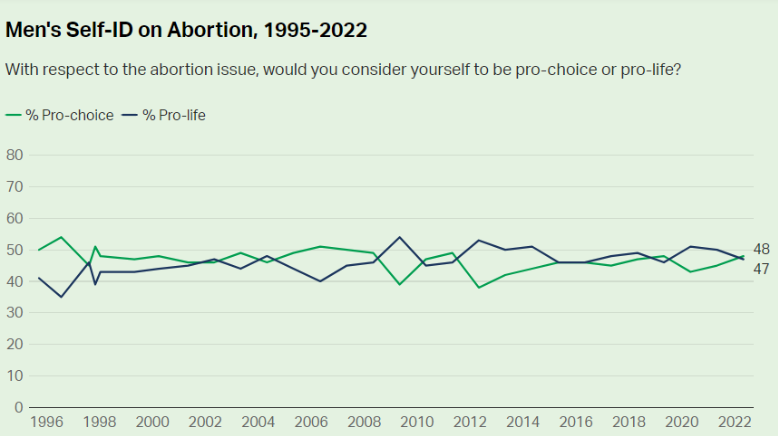 Men's Self-ID on Abortion, 1995-2022
With respect to the abortion issue, would you consider yourself to be pro-choice or pro-life?
% Pro-choice % Pro-life
80
70
60
50
40
30
20
10
0
48
47
1996 1998 2000 2002 2004 2006 2008 2010 2012 2014 2016 2018 2020 2022